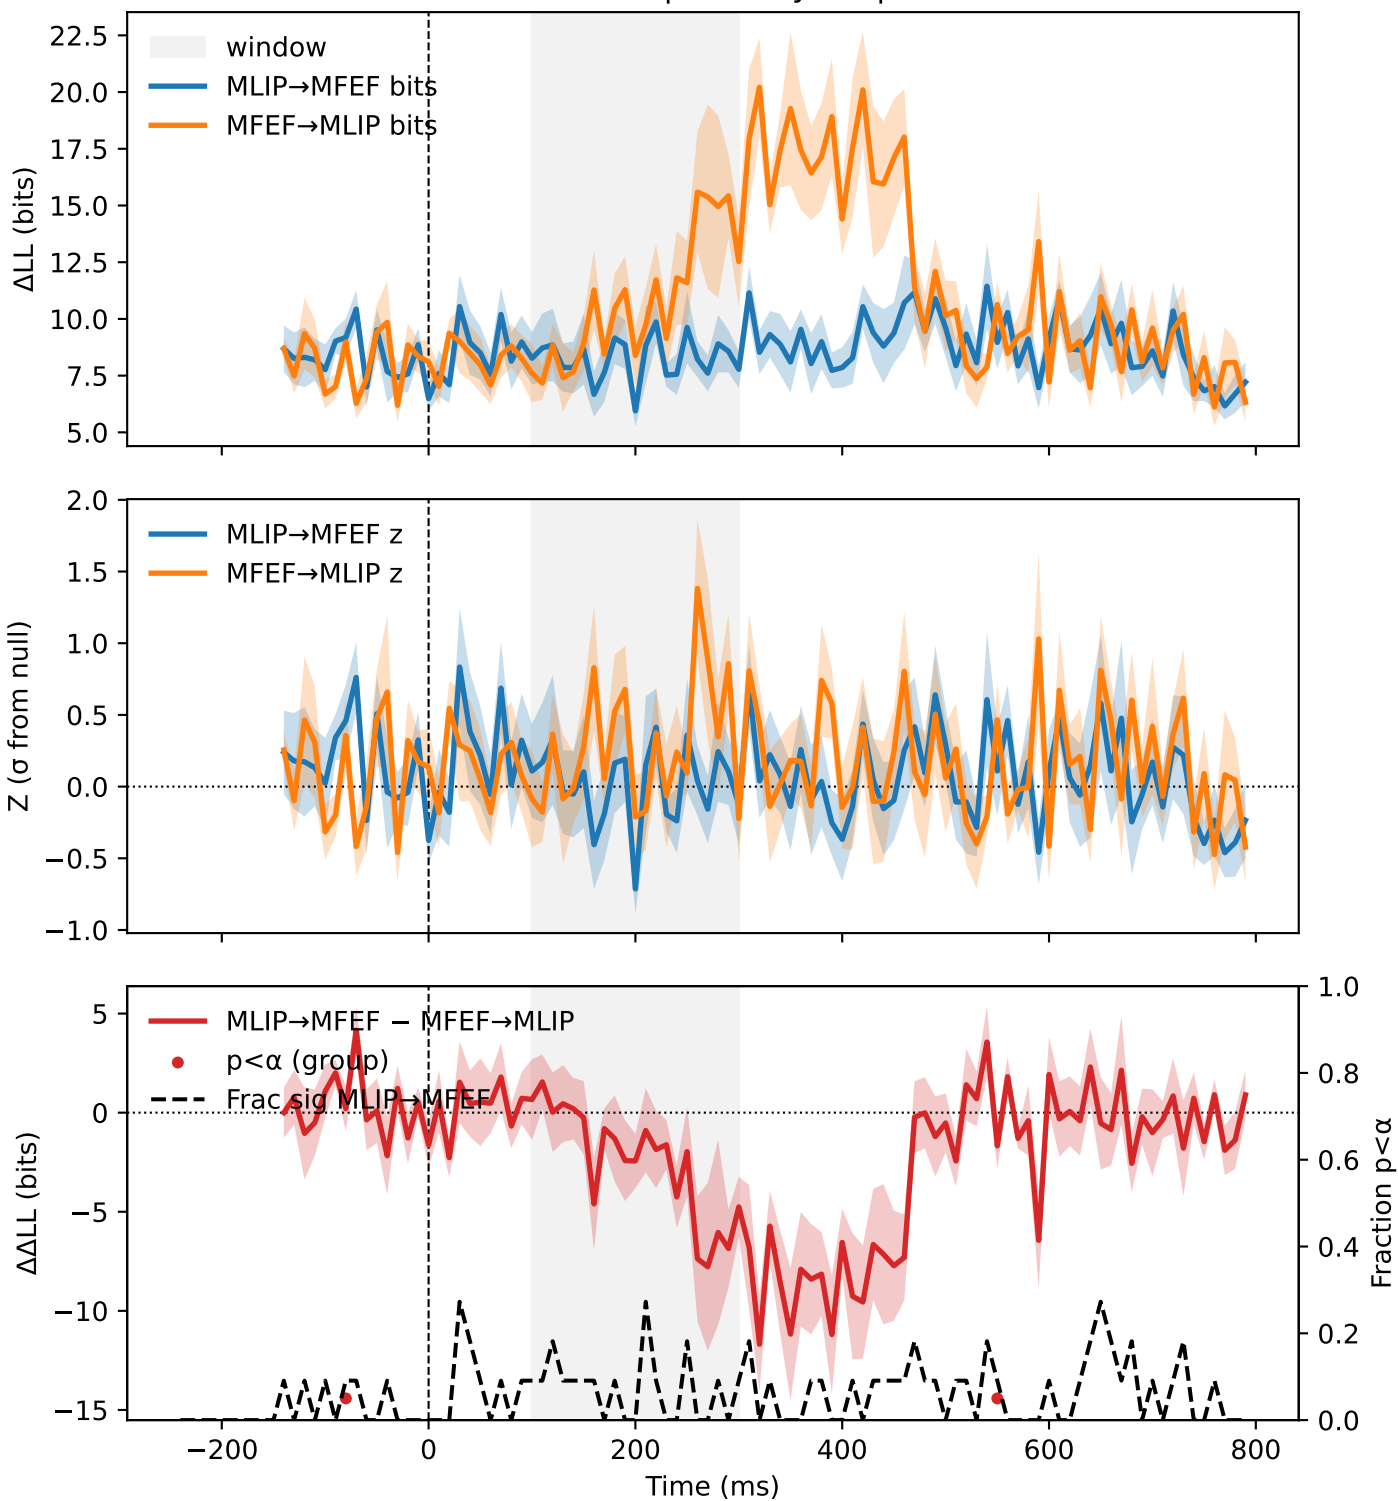 22.5
20.0
17.5
15.0
12.5
10.0
7.5
5.0
ΔLL (bits)
window
MLIP→MFEF bits
MFEF→MLIP bits
2.0
1.5
1.0
0.5
0.0
−0.5
−1.0
Z (σ from null)
MLIP→MFEF z
MFEF→MLIP z
5
0
−5
−10
−15
ΔΔLL (bits)
MLIP→MFEF − MFEF→MLIP
p<α (group)
Frac sig MLIP→MFEF
1.0
0.8
0.6
0.4
0.2
0.0
Fraction p<α
−200
0
200
400
600
800
Time (ms)